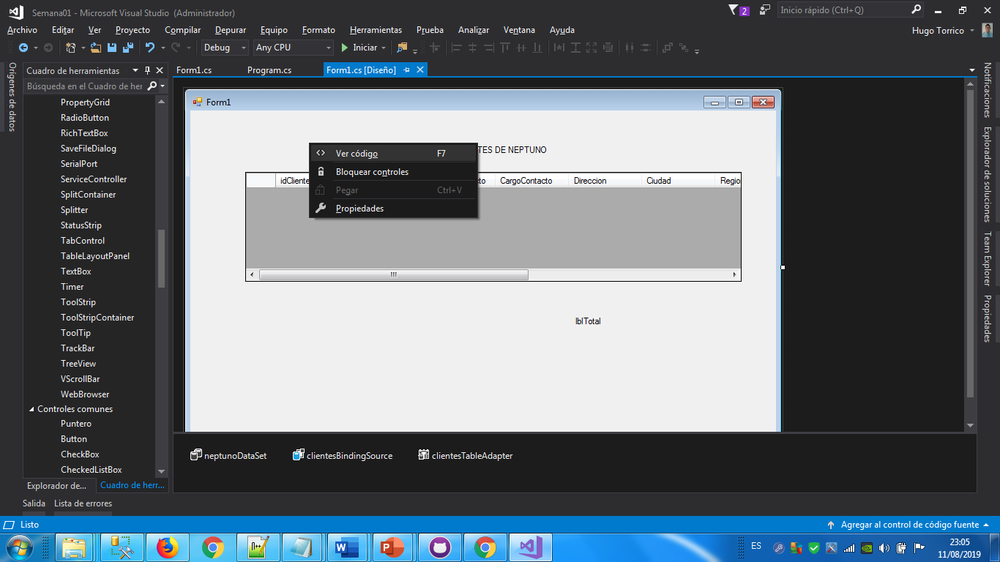 Semana01 - Microsoft Visual Studio (Administrador)
2
Inicio rápido (Ctrl+Q)
Archivo Editar Ver Proyecto Compilar Depurar Equipo Formato Herramientas Prueba Analizar Ventana Ayuda
Hugo Torrico
Debug Any CPU Iniciar
Orígenes de datos
Cuadro de herramientas
Búsqueda en el Cuadro de her
PropertyGrid
RadioButton
RichTextBox
SaveFileDialog
SerialPort
ServiceController
SplitContainer
Splitter
StatusStrip
TabControl
TableLayoutPanel
TextBox
Timer
ToolStrip
ToolStripContainer
ToolTip
TrackBar
TreeView
VScrollBar
WebBrowser
Controles comunes
Puntero
Button
CheckBox
CheckedListBox
Explorador de... Cuadro de herr...
Form1.cs Program.cs Form1.cs [Diseño]
Form1
TES DE NEPTUNO
Ver código F7
Bloquear controles
Pegar Ctrl+V
Propiedades
idCliente to CargoContacto Direccion Ciudad Regio
lblTotal
neptunoDataSet clientesBindingSource clientesTableAdapter
Notificaciones
Explorador de soluciones
Team Explorer
Propiedades
Salida Lista de errores
Listo
Agregar al control de código fuente
ES
23:05
11/08/2019